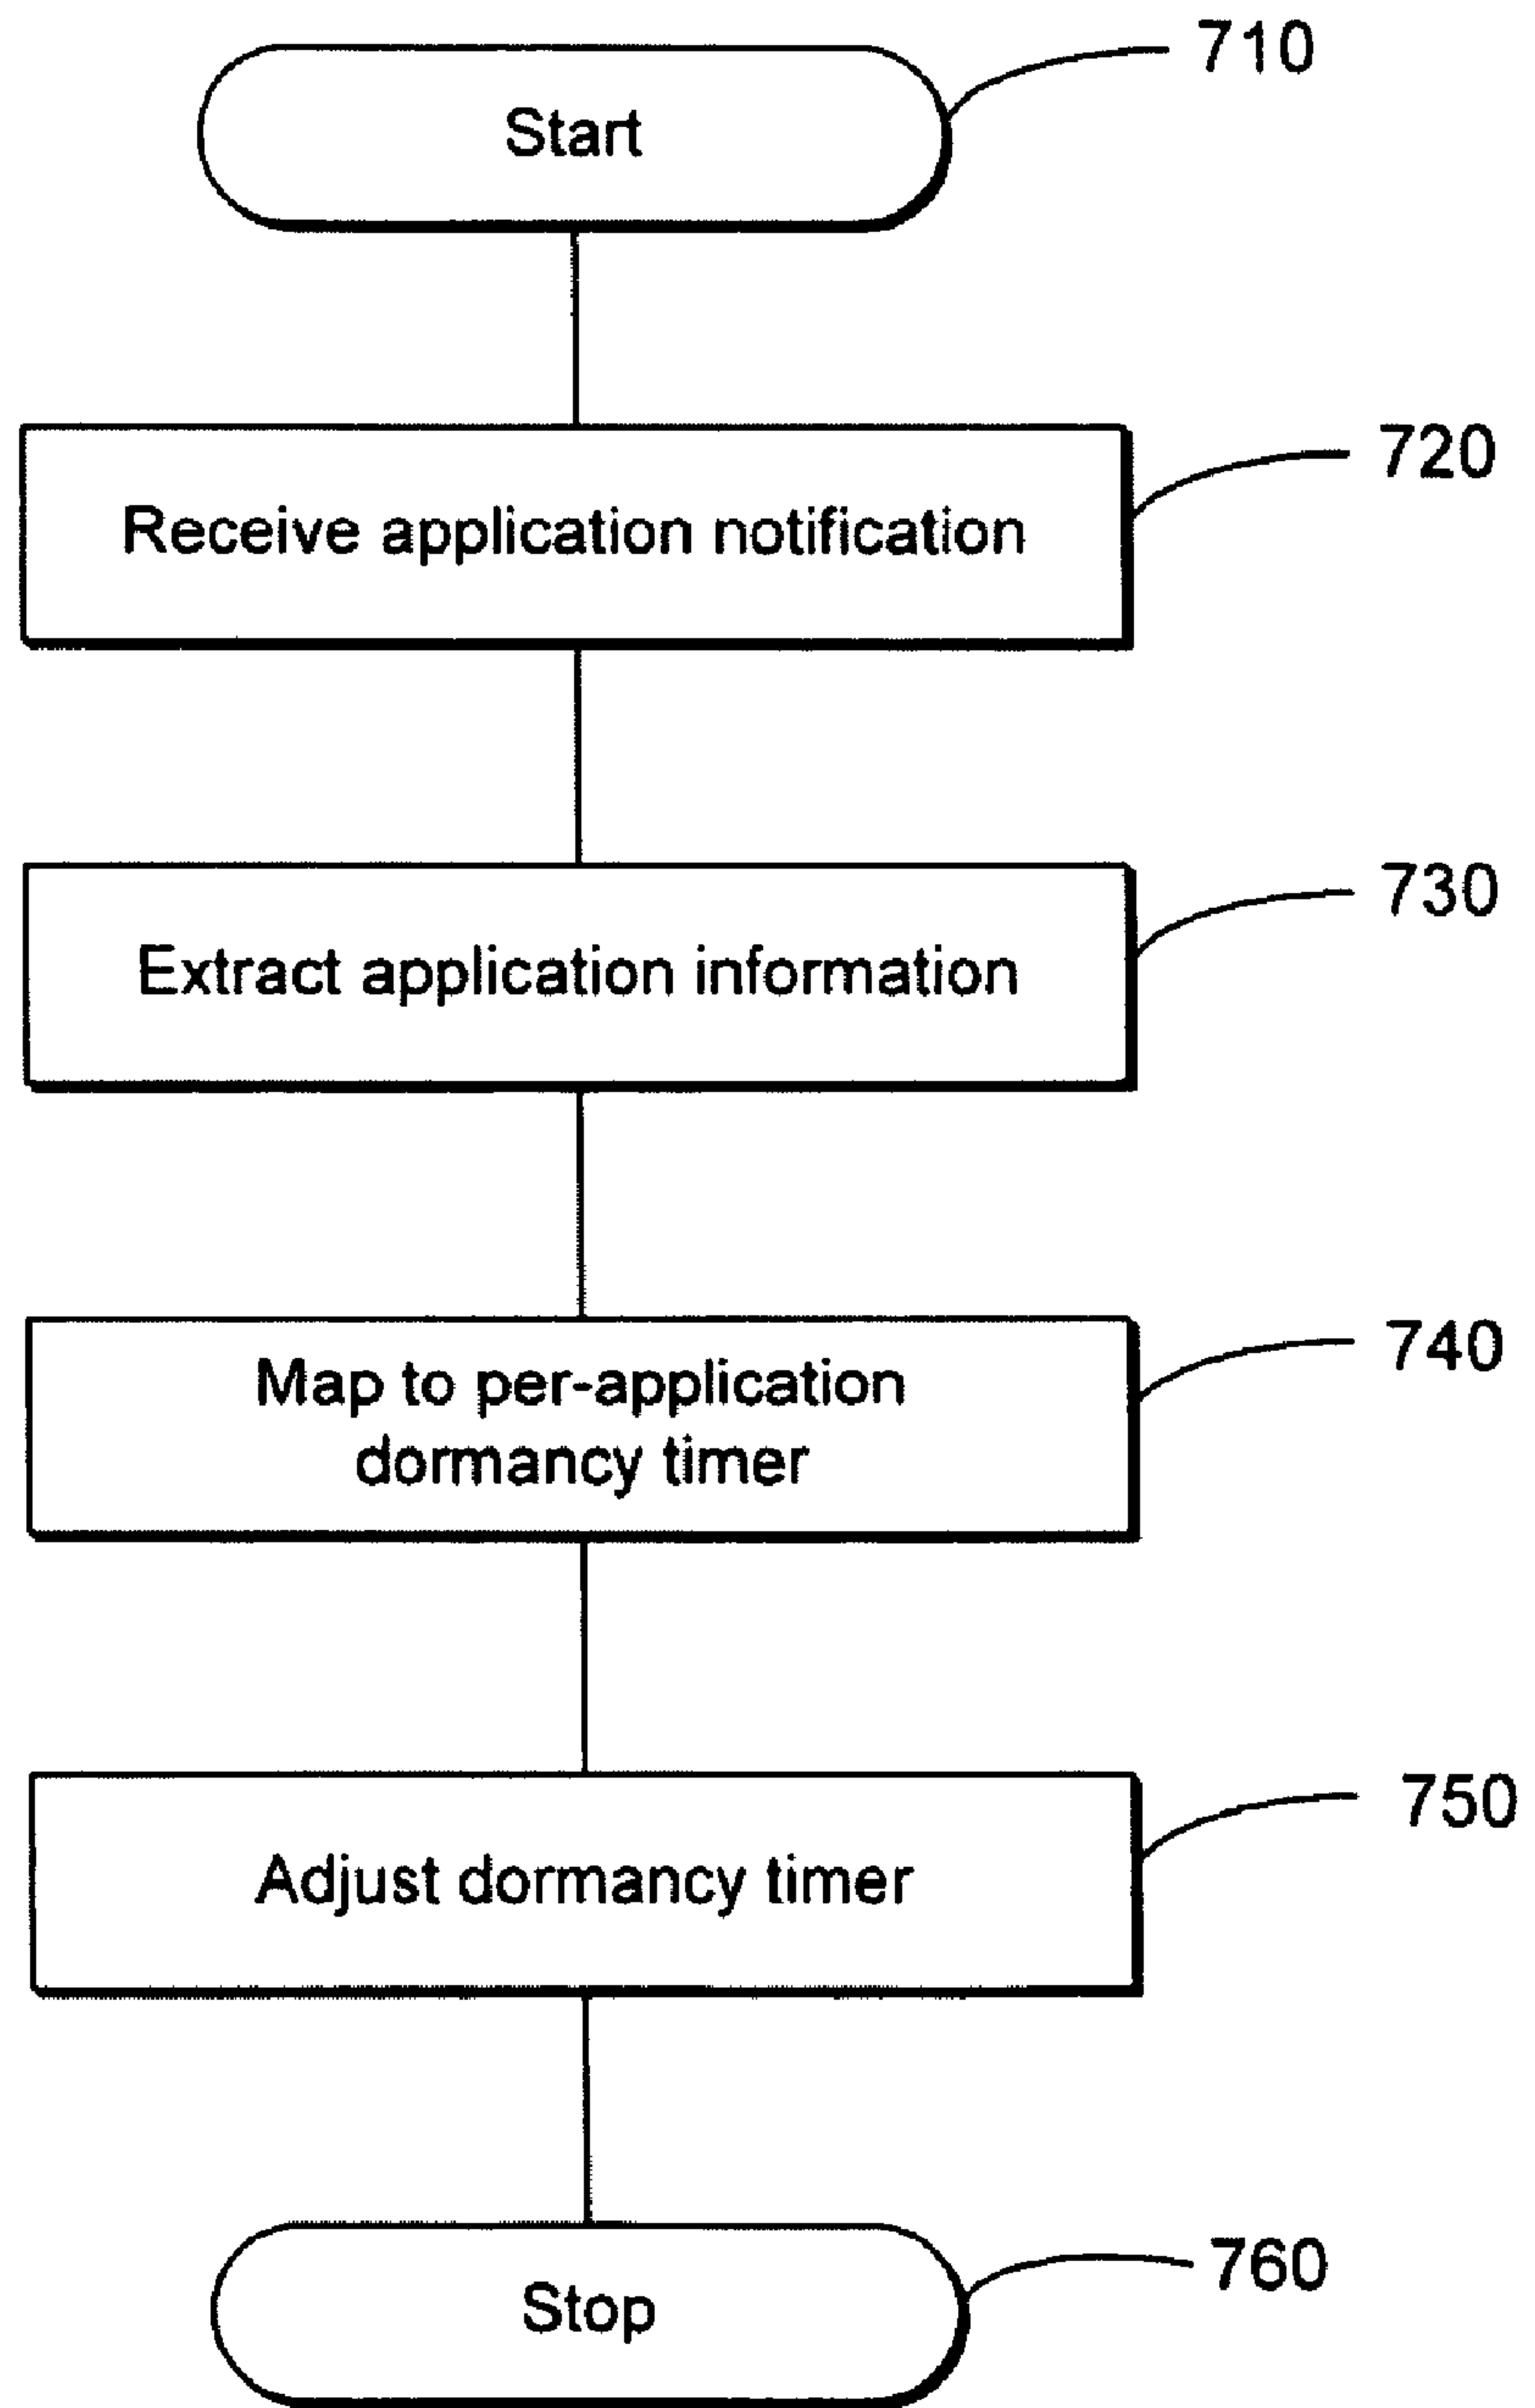 Start
710
Receive application notification
720
Extract application information
730
Map to per-application
dormancy timer
740
Adjust dormancy timer
750
Stop
760